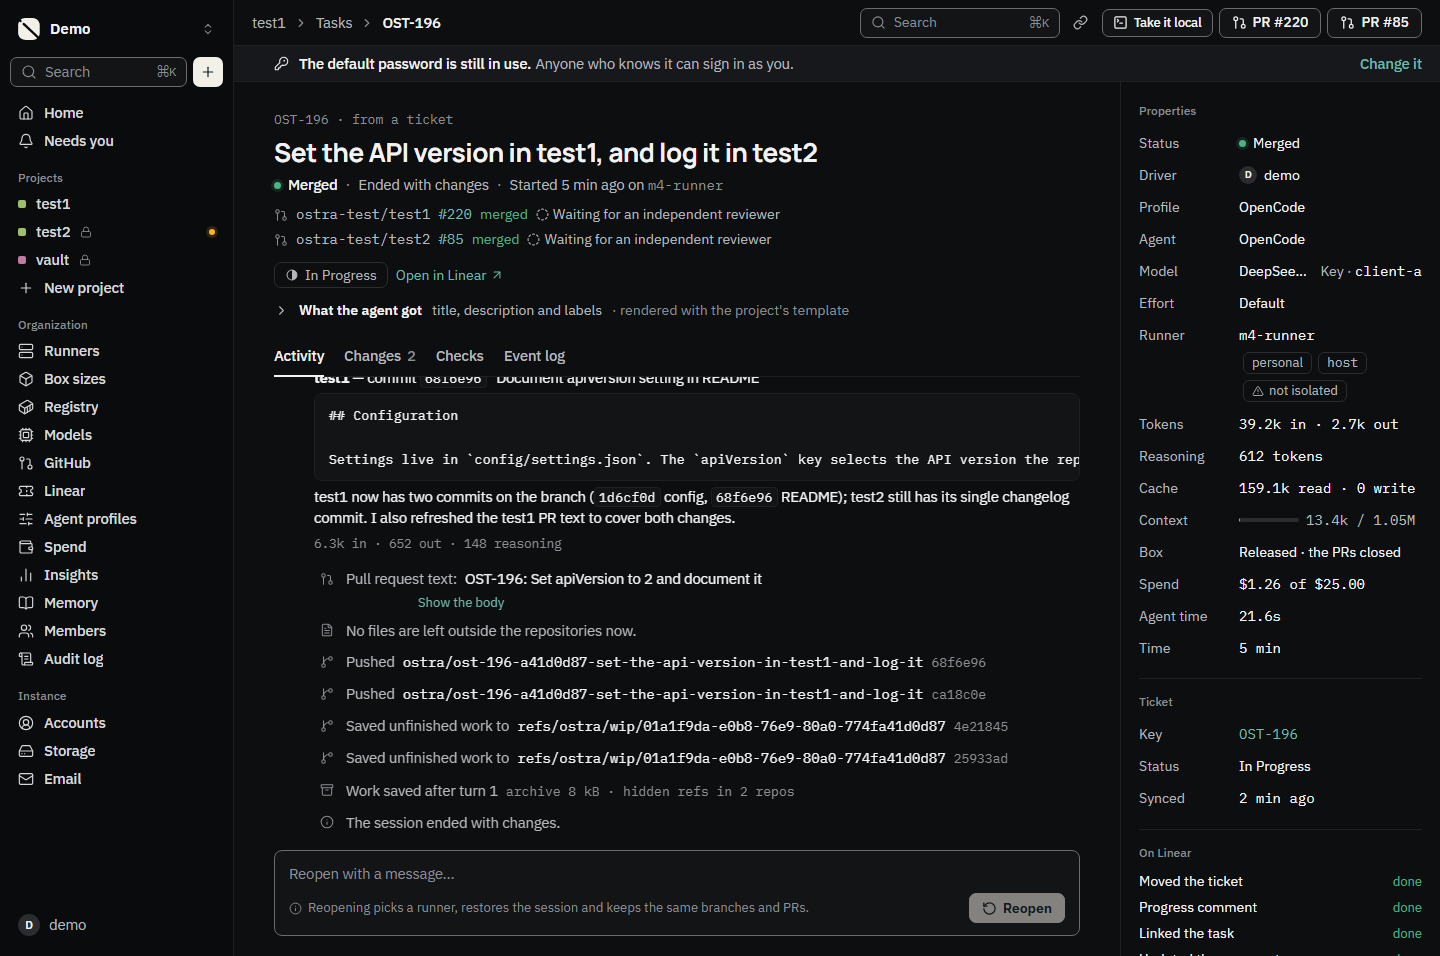 Demo
Search ⌘K
Home
Needs you
Projects
test1
test2
vault
New project
Organization
Runners
Box sizes
Registry
Models
GitHub
Linear
Agent profiles
Spend
Insights
Memory
Members
Audit log
Instance
Accounts
Storage
Email
D demo
test1 > Tasks > OST-196
Search ⌘K
Take it local
PR #220
PR #85
The default password is still in use. Anyone who knows it can sign in as you.
Change it
OST-196 · from a ticket
Set the API version in test1, and log it in test2
Merged · Ended with changes · Started 5 min ago on m4-runner
ostra-test/test1 #220 merged Waiting for an independent reviewer
ostra-test/test2 #85 merged Waiting for an independent reviewer
In Progress
Open in Linear ↗
What the agent got title, description and labels · rendered with the project's template
Activity
Changes 2
Checks
Event log
test1 — commit 68f6e96 Document apiVersion setting in README
## Configuration
Settings live in `config/settings.json`. The `apiVersion` key selects the API version the rep
test1 now has two commits on the branch (1d6cf0d config, 68f6e96 README); test2 still has its single changelog
commit. I also refreshed the test1 PR text to cover both changes.
6.3k in · 652 out · 148 reasoning
Pull request text: OST-196: Set apiVersion to 2 and document it
Show the body
No files are left outside the repositories now.
Pushed ostra/ost-196-a41d0d87-set-the-api-version-in-test1-and-log-it 68f6e96
Pushed ostra/ost-196-a41d0d87-set-the-api-version-in-test1-and-log-it ca18c0e
Saved unfinished work to refs/ostra/wip/01a1f9da-e0b8-76e9-80a0-774fa41d0d87 4e21845
Saved unfinished work to refs/ostra/wip/01a1f9da-e0b8-76e9-80a0-774fa41d0d87 25933ad
Work saved after turn 1 archive 8 kB · hidden refs in 2 repos
The session ended with changes.
Reopen with a message...
Reopening picks a runner, restores the session and keeps the same branches and PRs.
Reopen
Properties
Status Merged
Driver D demo
Profile OpenCode
Agent OpenCode
Model DeepSee... Key · client-a
Effort Default
Runner m4-runner
personal host
not isolated
Tokens 39.2k in · 2.7k out
Reasoning 612 tokens
Cache 159.1k read · 0 write
Context 13.4k / 1.05M
Box Released · the PRs closed
Spend $1.26 of $25.00
Agent time 21.6s
Time 5 min
Ticket
Key OST-196
Status In Progress
Synced 2 min ago
On Linear
Moved the ticket done
Progress comment done
Linked the task done